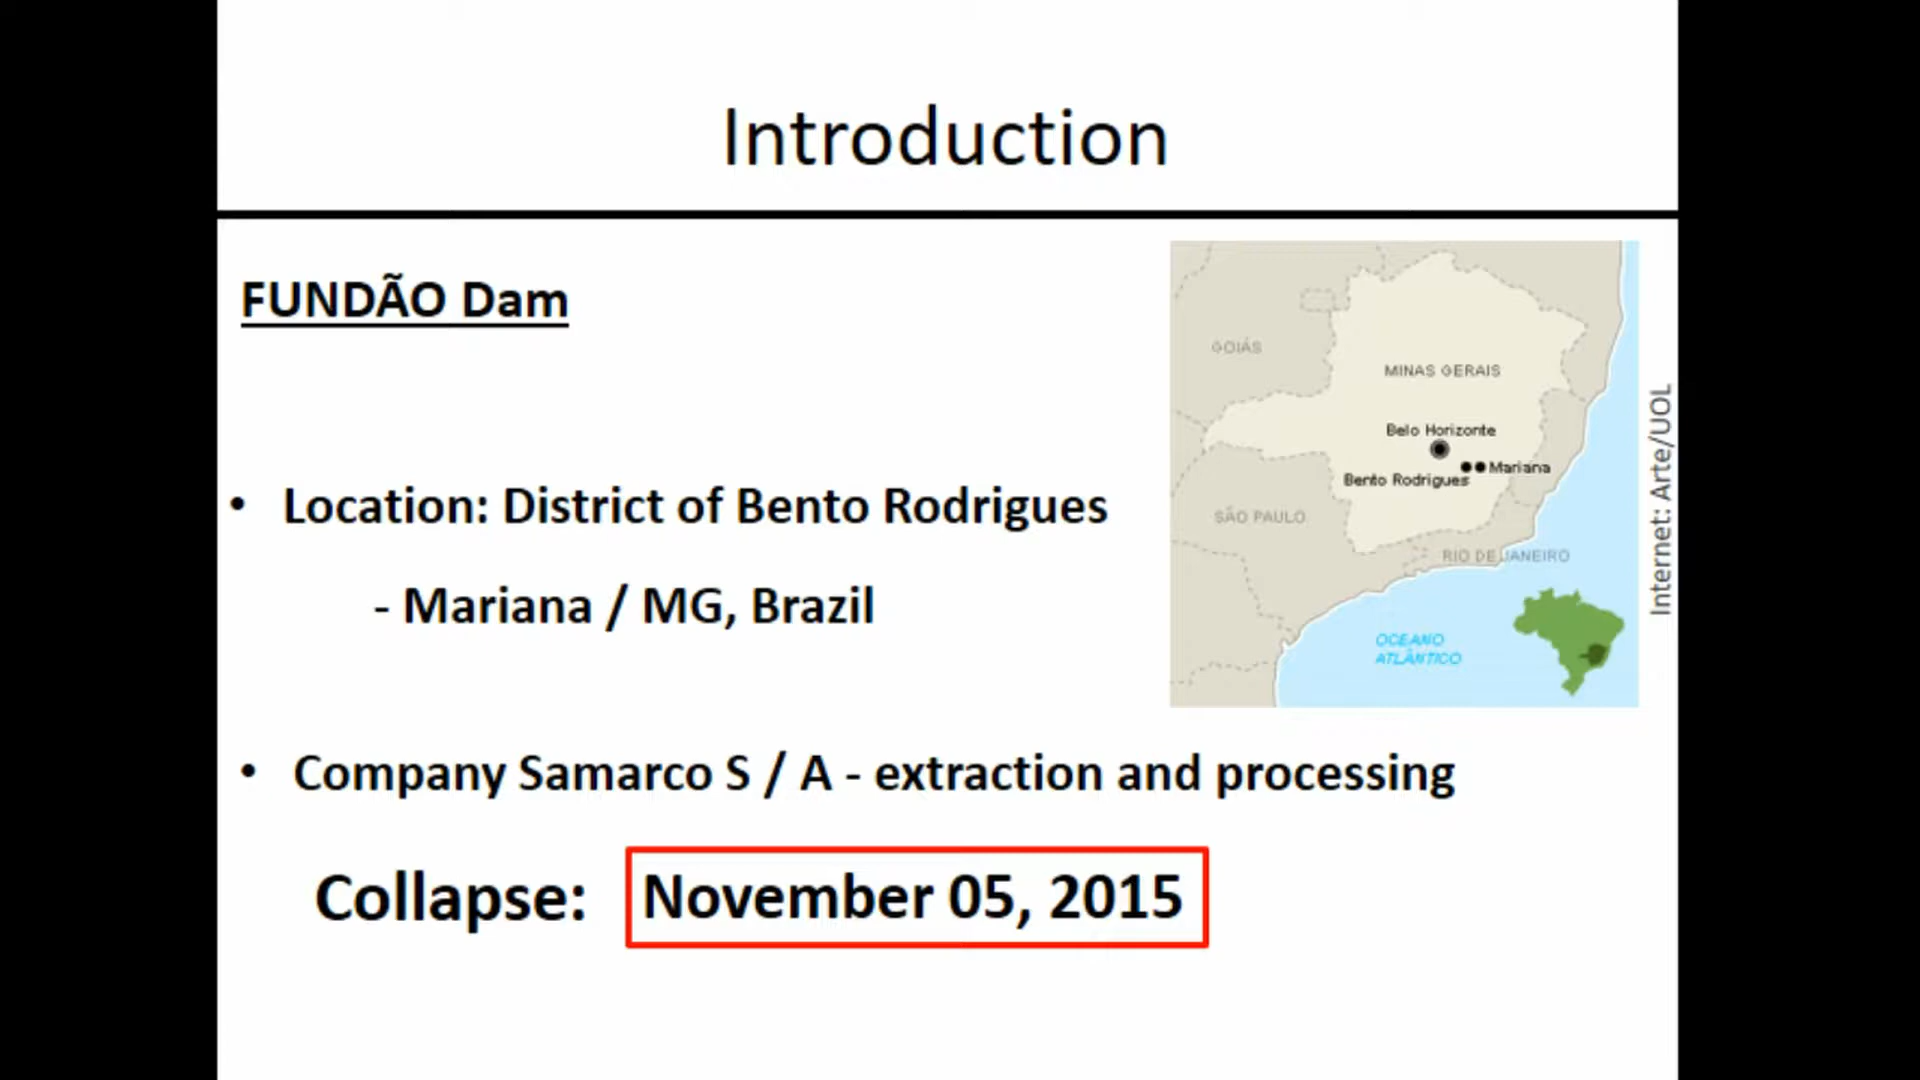 Introduction
FUNDÃO Dam
• Location: District of Bento Rodrigues
- Mariana / MG, Brazil
• Company Samarco S / A - extraction and processing
Collapse: November 05, 2015
GOIÁS
MINAS GERAIS
Belo Horizonte
Mariana
Bento Rodrigues
SÃO PAULO
RIO DE JANEIRO
OCEANO
ATLÂNTICO
Internet: Arte/UOL